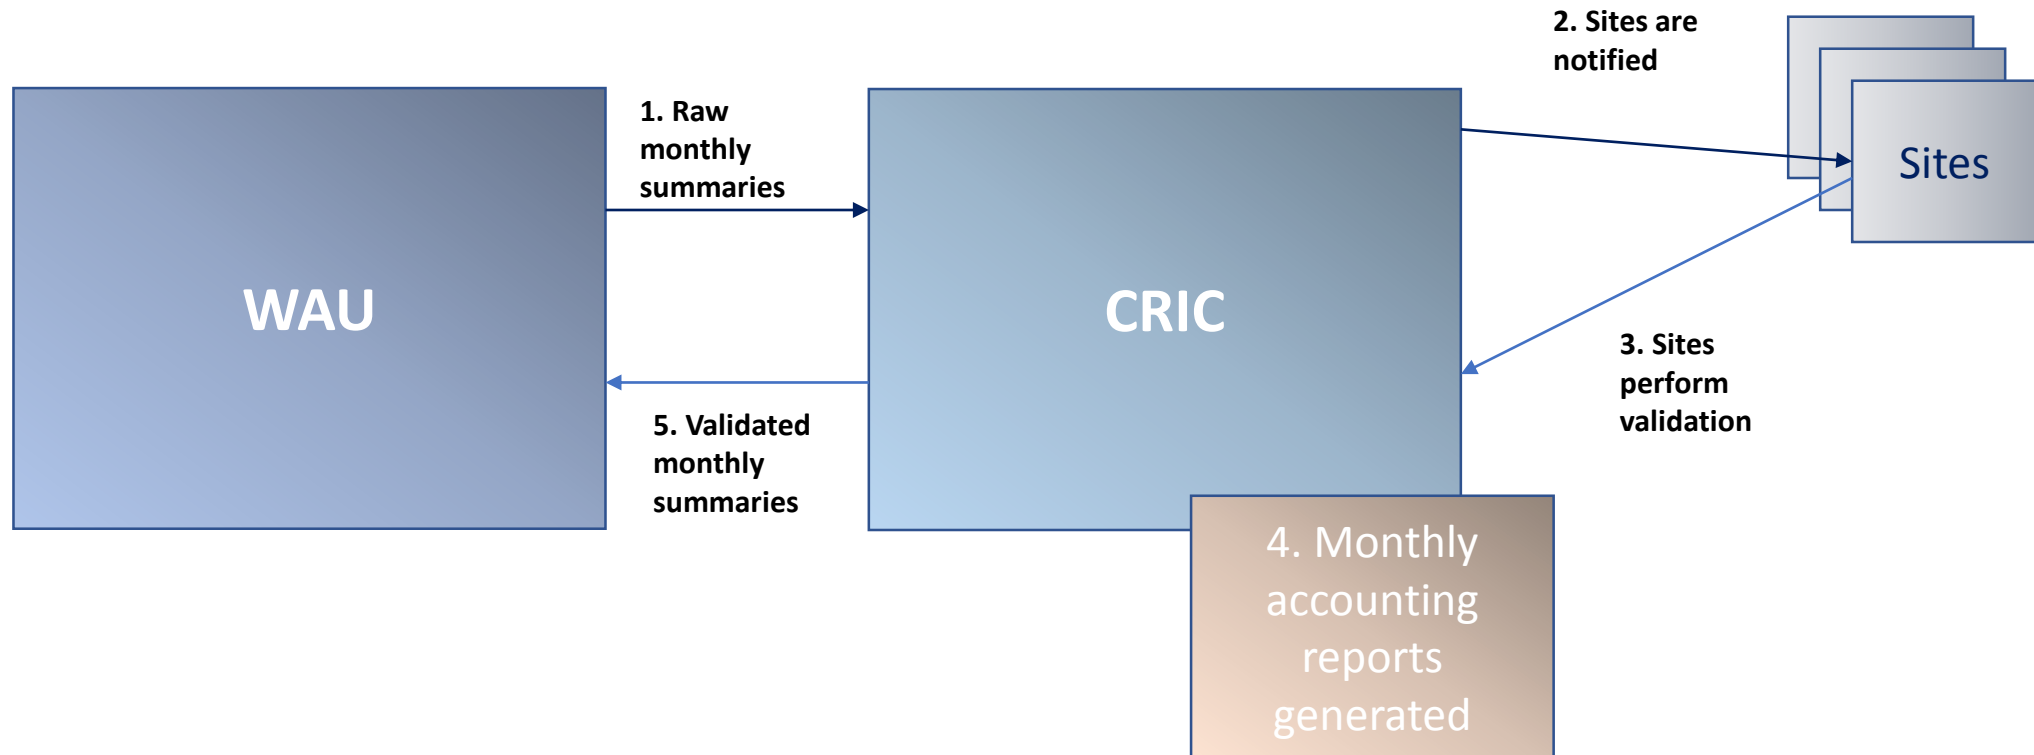 WAU
1. Raw
monthly
summaries
CRIC
2. Sites are
notified
Sites
3. Sites
perform
validation
4. Monthly
accounting
reports
generated
5. Validated
monthly
summaries